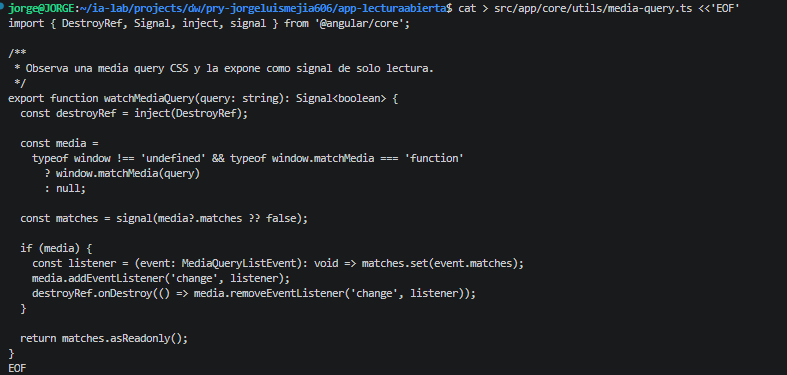 jorge@JORGE:~/ia-lab/projects/dw/pry-jorgeluismejia606/app-lecturaabierta$ cat > src/app/core/utils/media-query.ts <<'EOF'
import { DestroyRef, Signal, inject, signal } from '@angular/core';

/**
 * Observa una media query CSS y la expone como signal de solo lectura.
 */
export function watchMediaQuery(query: string): Signal<boolean> {
  const destroyRef = inject(DestroyRef);

  const media =
    typeof window !== 'undefined' && typeof window.matchMedia === 'function'
      ? window.matchMedia(query)
      : null;

  const matches = signal(media?.matches ?? false);

  if (media) {
    const listener = (event: MediaQueryListEvent): void => matches.set(event.matches);
    media.addEventListener('change', listener);
    destroyRef.onDestroy(() => media.removeEventListener('change', listener));
  }

  return matches.asReadonly();
}
EOF